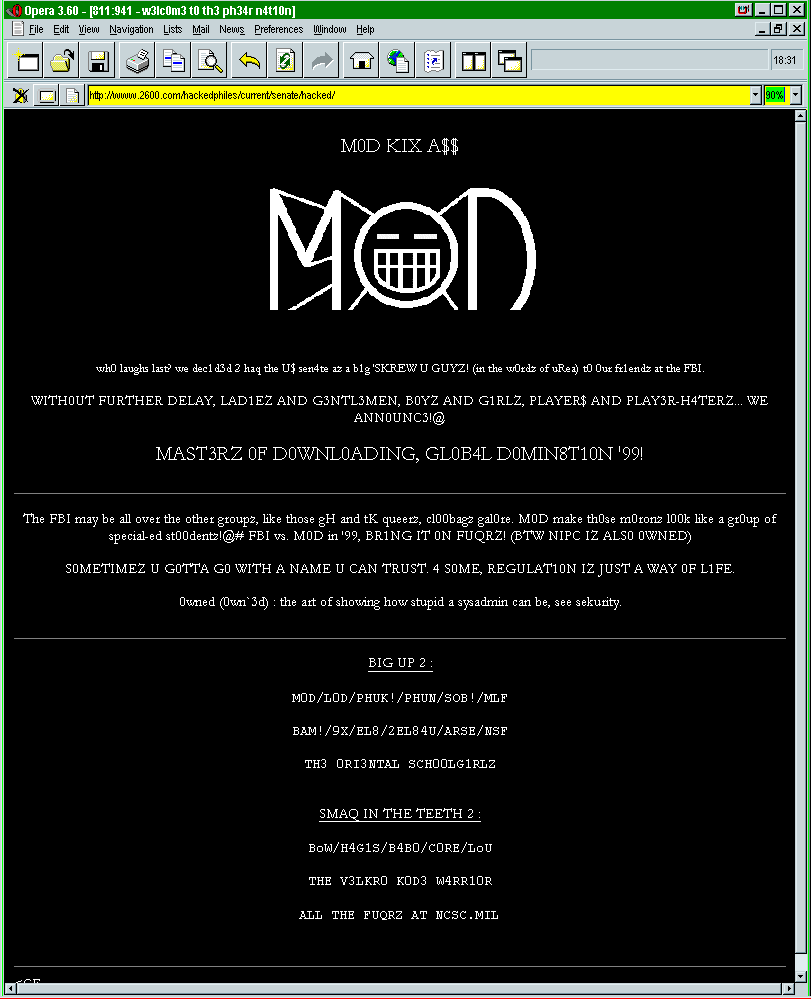 Opera 3.60 - [811:941 - w3lc0m3 t0 th3 ph34r n4t10n]
File Edit View Navigation Lists Mail News Preferences Window Help
18:31
http://www.2600.com/hackedphiles/current/senate/hacked/
90%
M0D KIX A$$
MOD
wh0 laughs last? we dec1d3d 2 haq the U$ sen4te az a b1g 'SKREW U GUYZ! (in the w0rdz of uRea) t0 0ur fr1endz at the FBI.
WITH0UT FURTHER DELAY, LAD1EZ AND G3NTL3MEN, B0YZ AND G1RLZ, PLAYER$ AND PLAY3R-H4TERZ... WE
ANN0UNC3!@
MAST3RZ 0F D0WNL0ADING, GL0B4L D0MIN8T10N '99!
The FBI may be all over the other groupz, like those gH and tK queerz, cl00bagz gal0re. M0D make th0se m0ronz l00k like a gr0up of
special-ed st00dentz!@# FBI vs. M0D in '99, BR1NG IT 0N FUQRZ! (BTW NIPC IZ ALS0 0WNED)
S0METIMEZ U G0TTA G0 WITH A NAME U CAN TRUST. 4 S0ME, REGULAT10N IZ JUST A WAY 0F L1FE.
0wned (0wn`3d) : the art of showing how stupid a sysadmin can be, see sekurity.
BIG UP 2 :
M0D/L0D/PHUK!/PHUN/SOB!/MLF
BAM!/9X/EL8/2EL84U/ARSE/NSF
TH3 0RI3NTAL SCH00LG1RLZ
SMAQ IN THE TEETH 2 :
BoW/H4G1S/B4B0/C0RE/LoU
THE V3LKR0 K0D3 W4RR10R
ALL THE FUQRZ AT NCSC.MIL